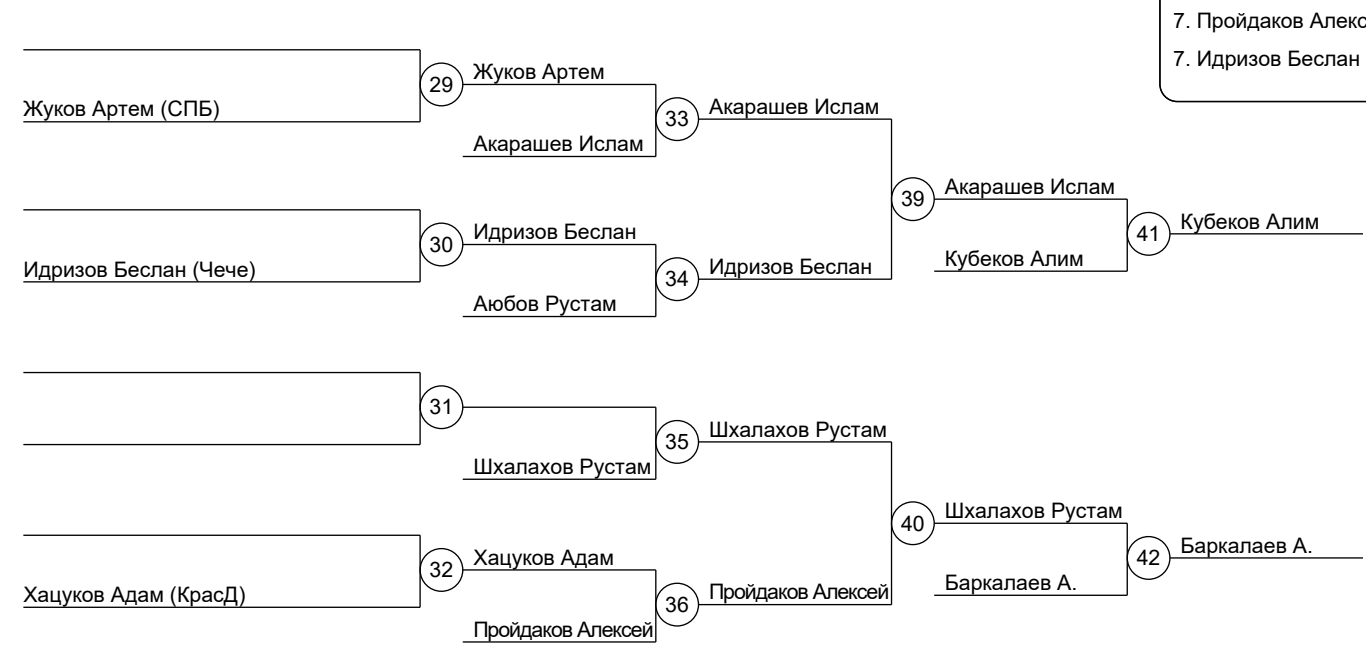 7. Пройдаков Алекс
7. Идризов Беслан
29 Жуков Артем
Жуков Артем (СПБ)
33 Акарашев Ислам
Акарашев Ислам
39 Акарашев Ислам
41 Кубеков Алим
30 Идризов Беслан
Кубеков Алим
Идризов Беслан (Чече)
34 Идризов Беслан
Аюбов Рустам
31
35 Шхалахов Рустам
Шхалахов Рустам
40 Шхалахов Рустам
42 Баркалаев А.
32 Хацуков Адам
Баркалаев А.
Хацуков Адам (КрасД)
36 Пройдаков Алексей
Пройдаков Алексей